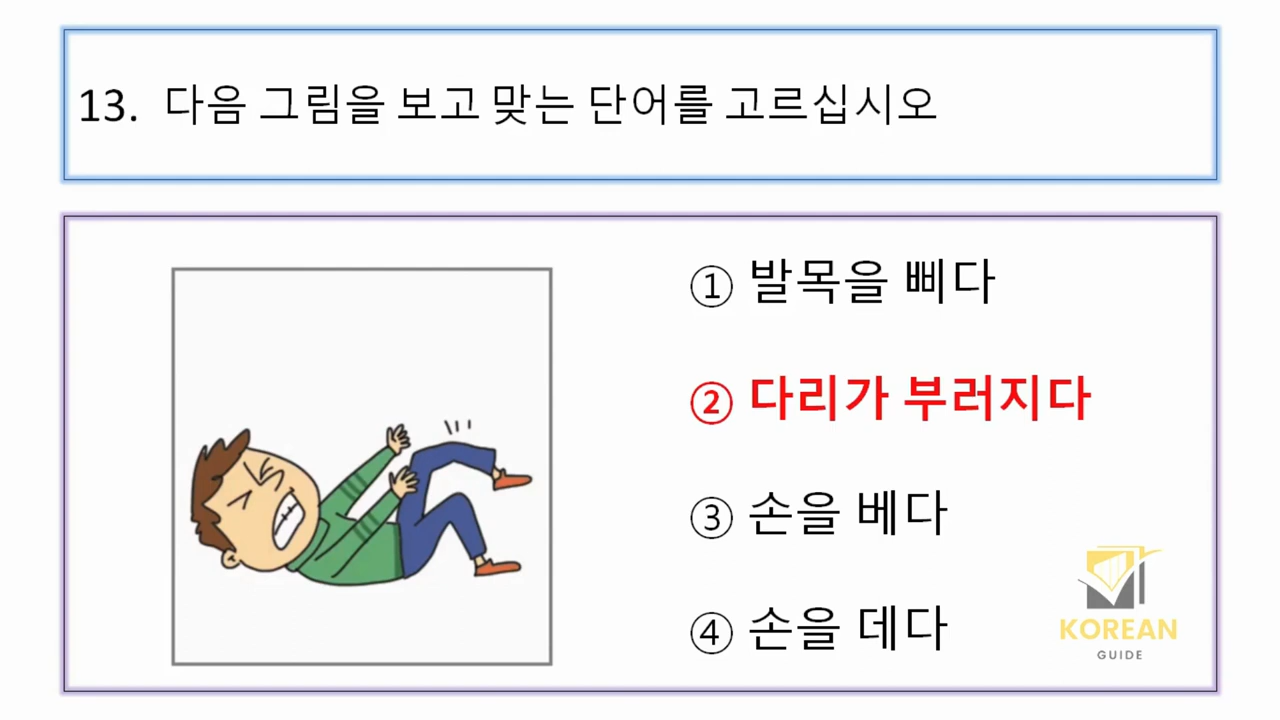 13. 다음 그림을 보고 맞는 단어를 고르십시오
① 발목을 삐다
② 다리가 부러지다
③ 손을 베다
④ 손을 데다
KOREAN
GUIDE